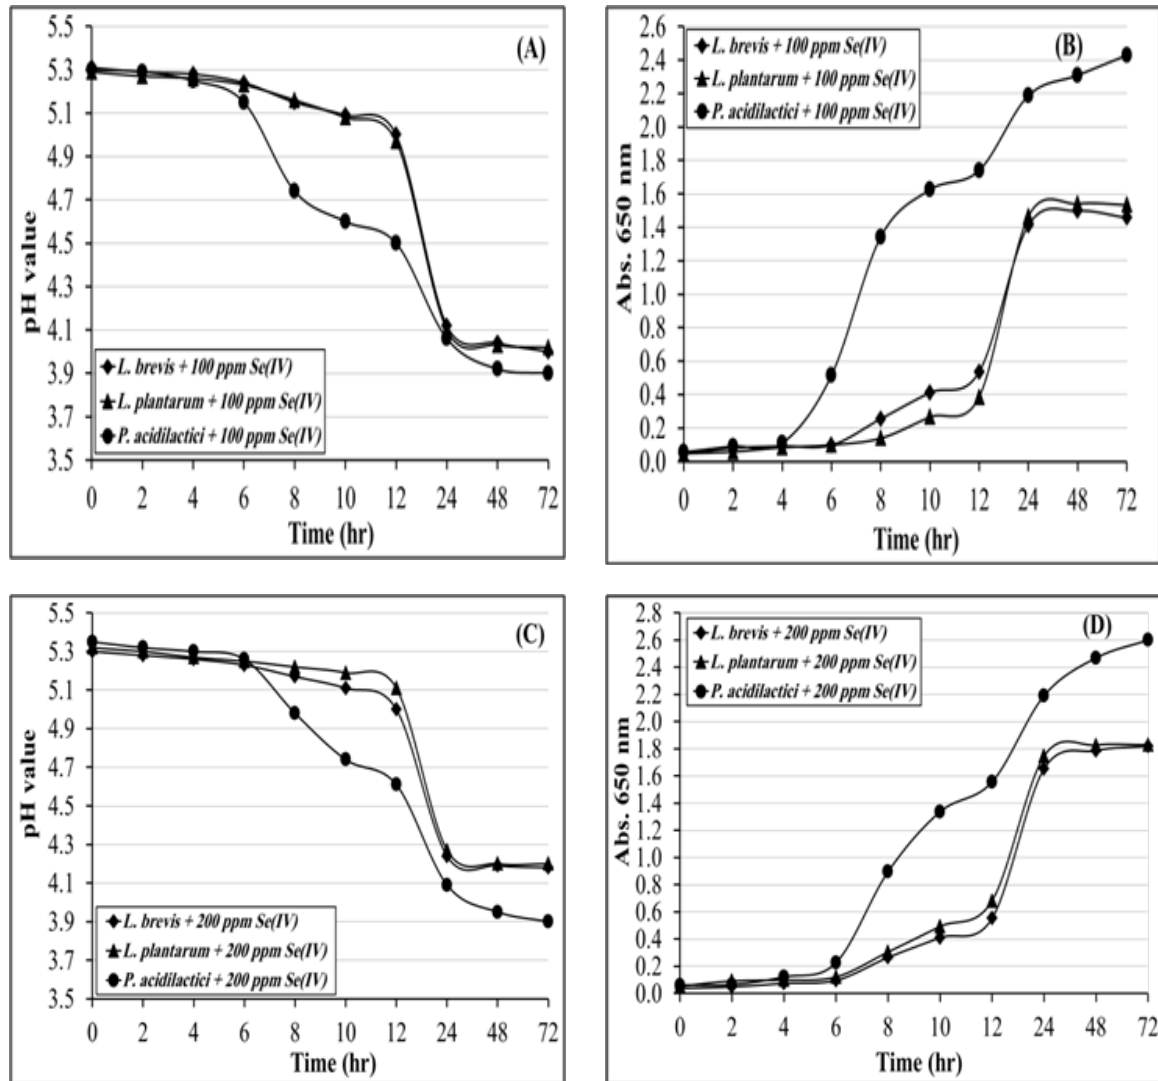 (A)
pH value
5.5
5.3
5.1
4.9
4.7
4.5
4.3
4.1
3.9
3.7
3.5
L. brevis + 100 ppm Se(IV)
L. plantarum + 100 ppm Se(IV)
P. acidilactici + 100 ppm Se(IV)
0 2 4 6 8 10 12 24 48 72
Time (hr)
(B)
Abs. 650 nm
2.6
2.4
2.2
2.0
1.8
1.6
1.4
1.2
1.0
0.8
0.6
0.4
0.2
0.0
L. brevis + 100 ppm Se(IV)
L. plantarum + 100 ppm Se(IV)
P. acidilactici + 100 ppm Se(IV)
0 2 4 6 8 10 12 24 48 72
Time (hr)
(C)
pH value
5.5
5.3
5.1
4.9
4.7
4.5
4.3
4.1
3.9
3.7
3.5
L. brevis + 200 ppm Se(IV)
L. plantarum + 200 ppm Se(IV)
P. acidilactici + 200 ppm Se(IV)
0 2 4 6 8 10 12 24 48 72
Time (hr)
(D)
Abs. 650 nm
2.8
2.6
2.4
2.2
2.0
1.8
1.6
1.4
1.2
1.0
0.8
0.6
0.4
0.2
0.0
L. brevis + 200 ppm Se(IV)
L. plantarum + 200 ppm Se(IV)
P. acidilactici + 200 ppm Se(IV)
0 2 4 6 8 10 12 24 48 72
Time (hr)